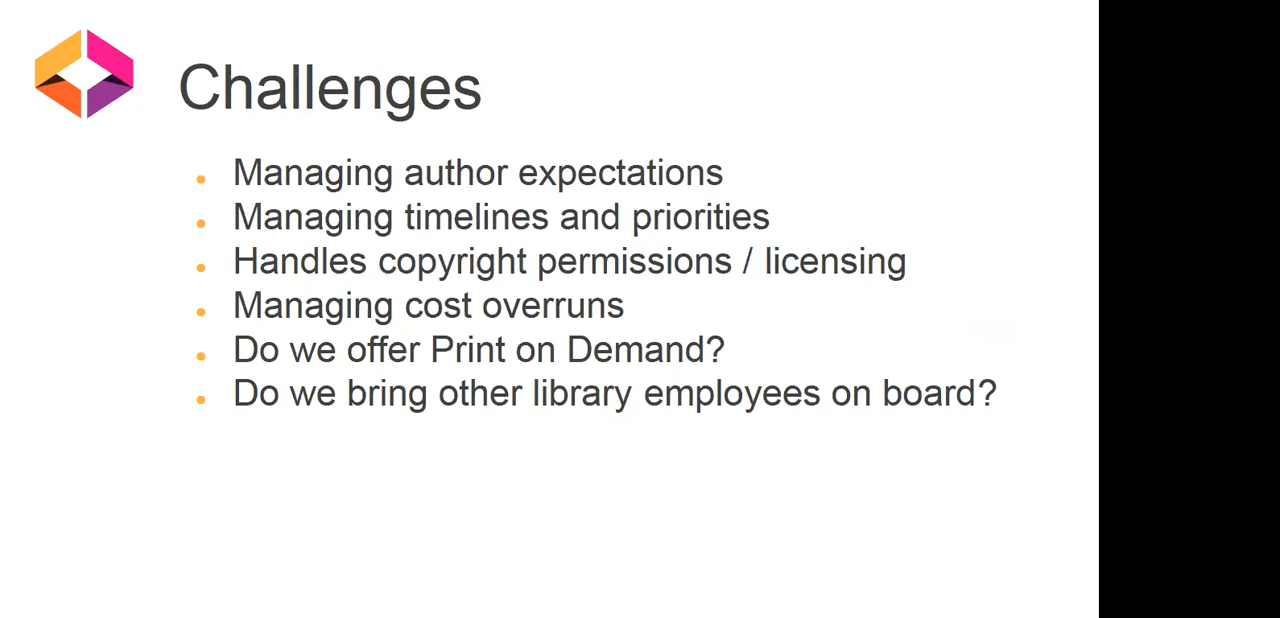 Challenges
Managing author expectations
Managing timelines and priorities
Handles copyright permissions / licensing
Managing cost overruns
Do we offer Print on Demand?
Do we bring other library employees on board?